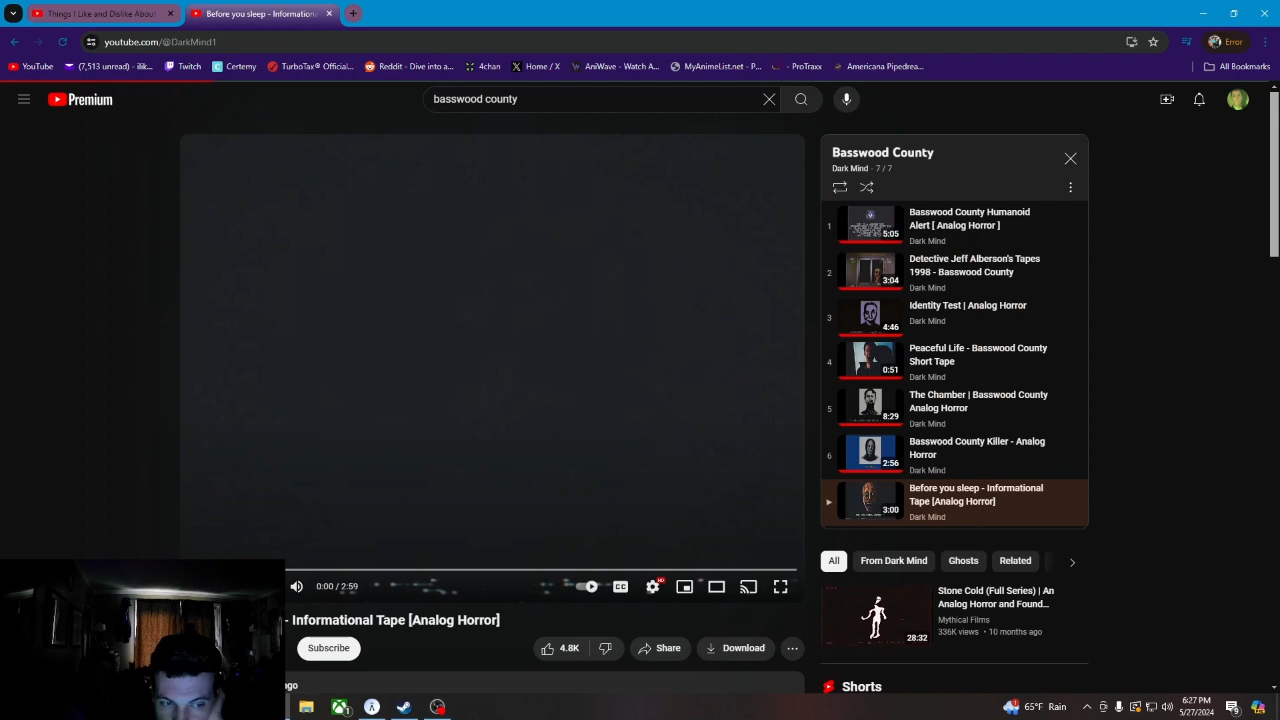 Things I Like and Dislike About
Before you sleep - Informational
youtube.com/@DarkMind1
Error
YouTube
(7,513 unread) - ilik...
Twitch
Certemy
TurboTax® Official...
Reddit - Dive into a...
4chan
Home / X
AniWave - Watch A...
MyAnimeList.net - P...
ProTraxx
Americana Pipedrea...
All Bookmarks
Premium
basswood county
Basswood County
Dark Mind - 7 / 7
1
Basswood County Humanoid
Alert [ Analog Horror ]
5:05
Dark Mind
2
Detective Jeff Alberson's Tapes
1998 - Basswood County
3:04
Dark Mind
3
Identity Test | Analog Horror
Dark Mind
4:46
4
Peaceful Life - Basswood County
Short Tape
0:51
Dark Mind
5
The Chamber | Basswood County
Analog Horror
8:29
Dark Mind
6
Basswood County Killer - Analog
Horror
2:56
Dark Mind
Before you sleep - Informational
Tape [Analog Horror]
3:00
Dark Mind
All
From Dark Mind
Ghosts
Related
0:00 / 2:59
CC
HD
- Informational Tape [Analog Horror]
Subscribe
4.8K
Share
Download
ago
Stone Cold (Full Series) | An
Analog Horror and Found...
Mythical Films
336K views • 10 months ago
28:32
Shorts
65°F Rain
6:27 PM
5/27/2024